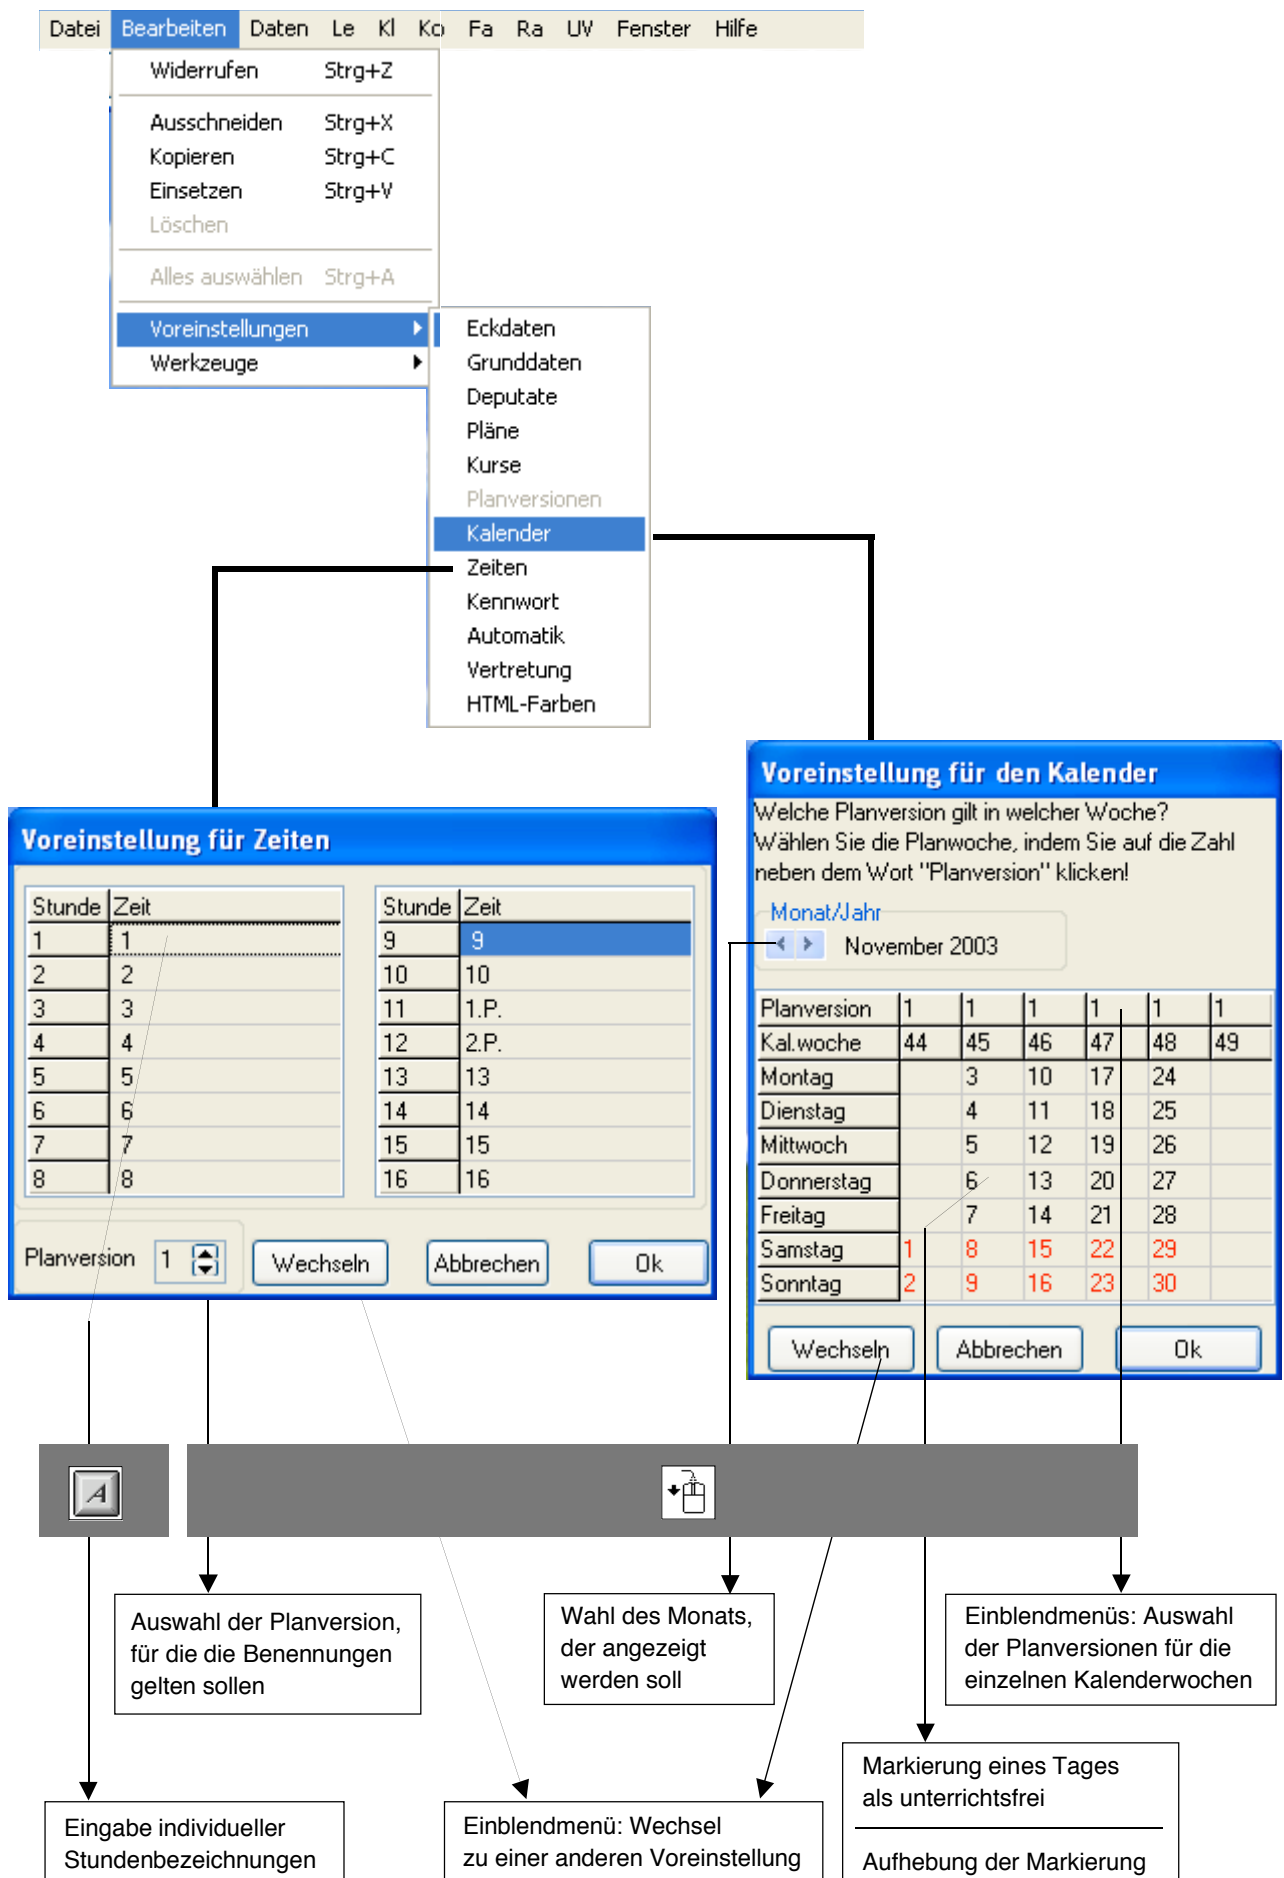 Datei Bearbeiten Daten Le Kl Ko Fa Ra UV Fenster Hilfe
Widerrufen Strg+Z
Ausschneiden Strg+X
Kopieren Strg+C
Einsetzen Strg+V
Löschen
Alles auswählen Strg+A
Voreinstellungen
Werkzeuge
Eckdaten
Grunddaten
Deputate
Pläne
Kurse
Planversionen
Kalender
Zeiten
Kennwort
Automatik
Vertretung
HTML-Farben
Voreinstellung für Zeiten
Stunde Zeit Stunde Zeit
1 1 9 9
2 2 10 10
3 3 11 1.P.
4 4 12 2.P.
5 5 13 13
6 6 14 14
7 7 15 15
8 8 16 16
Planversion 1 Wechseln Abbrechen Ok
Voreinstellung für den Kalender
Welche Planversion gilt in welcher Woche?
Wählen Sie die Planwoche, indem Sie auf die Zahl
neben dem Wort "Planversion" klicken!
Monat/Jahr
November 2003
Planversion 1 1 1 1 1 1
Kal.woche 44 45 46 47 48 49
Montag 3 10 17 24
Dienstag 4 11 18 25
Mittwoch 5 12 19 26
Donnerstag 6 13 20 27
Freitag 7 14 21 28
Samstag 1 8 15 22 29
Sonntag 2 9 16 23 30
Wechseln Abbrechen Ok
A
Auswahl der Planversion,
für die die Benennungen
gelten sollen
Wahl des Monats,
der angezeigt
werden soll
Einblendmenüs: Auswahl
der Planversionen für die
einzelnen Kalenderwochen
Eingabe individueller
Stundenbezeichnungen
Einblendmenü: Wechsel
zu einer anderen Voreinstellung
Markierung eines Tages
als unterrichtsfrei
Aufhebung der Markierung